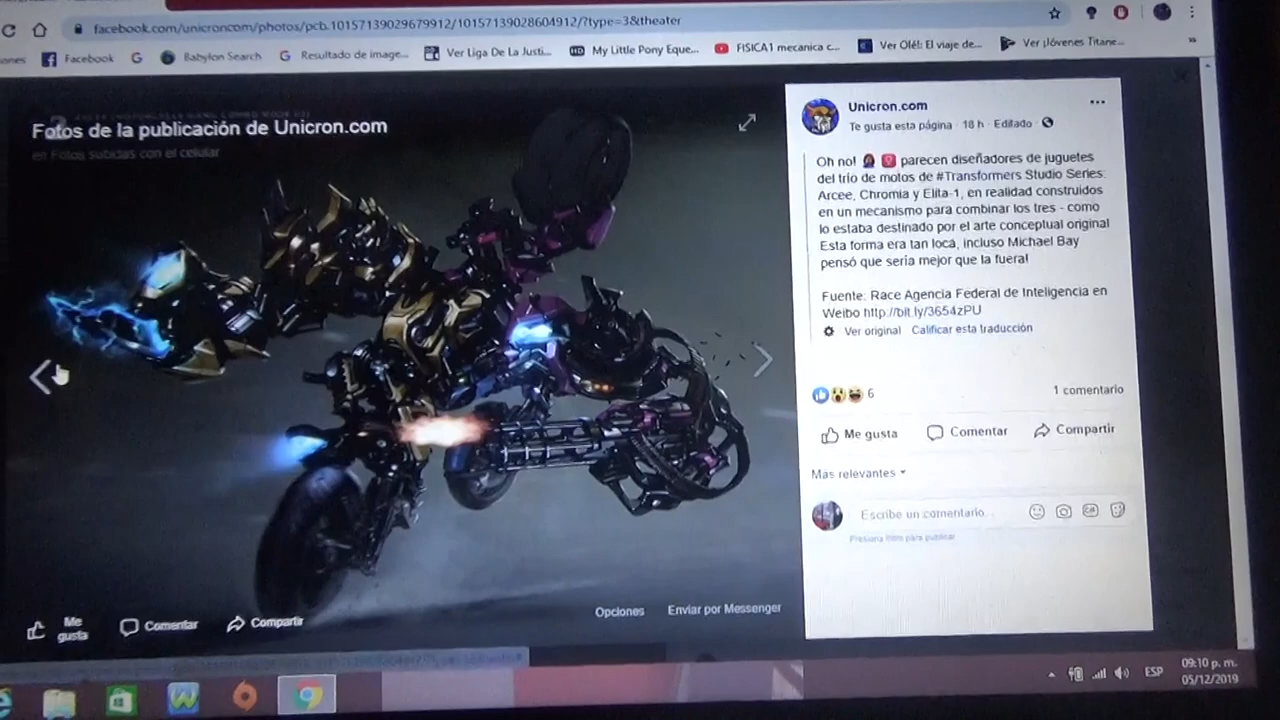 facebook.com/unicroncom/photos/pcb.10157139029679912/10157139028604912/?type=3&theater
Facebook
G
Babylon Search
G Resultado de image...
Ver Liga De La Justi...
HD My Little Pony Eque...
FISICA1 mecanica c...
Ver Olé!: El viaje de...
Ver ¡Jóvenes Titane...
»
Fotos de la publicación de Unicron.com
en Fotos subidas con el celular
Unicron.com
Te gusta esta página · 18 h · Editado ·
Oh no! parecen diseñadores de juguetes
del trío de motos de #Transformers Studio Series:
Arcee, Chromia y Elita-1, en realidad construidos
en un mecanismo para combinar los tres - como
lo estaba destinado por el arte conceptual original
Esta forma era tan loca, incluso Michael Bay
pensó que sería mejor que la fuera!
Fuente: Race Agencia Federal de Inteligencia en
Weibo http://bit.ly/3654zPU
Ver original · Calificar esta traducción
6
1 comentario
Me gusta
Comentar
Compartir
Más relevantes
Escribe un comentario...
GIF
Presiona Intro para publicar.
Me
gusta
Comentar
Compartir
Opciones
Enviar por Messenger
ESP
09:10 p. m.
05/12/2019